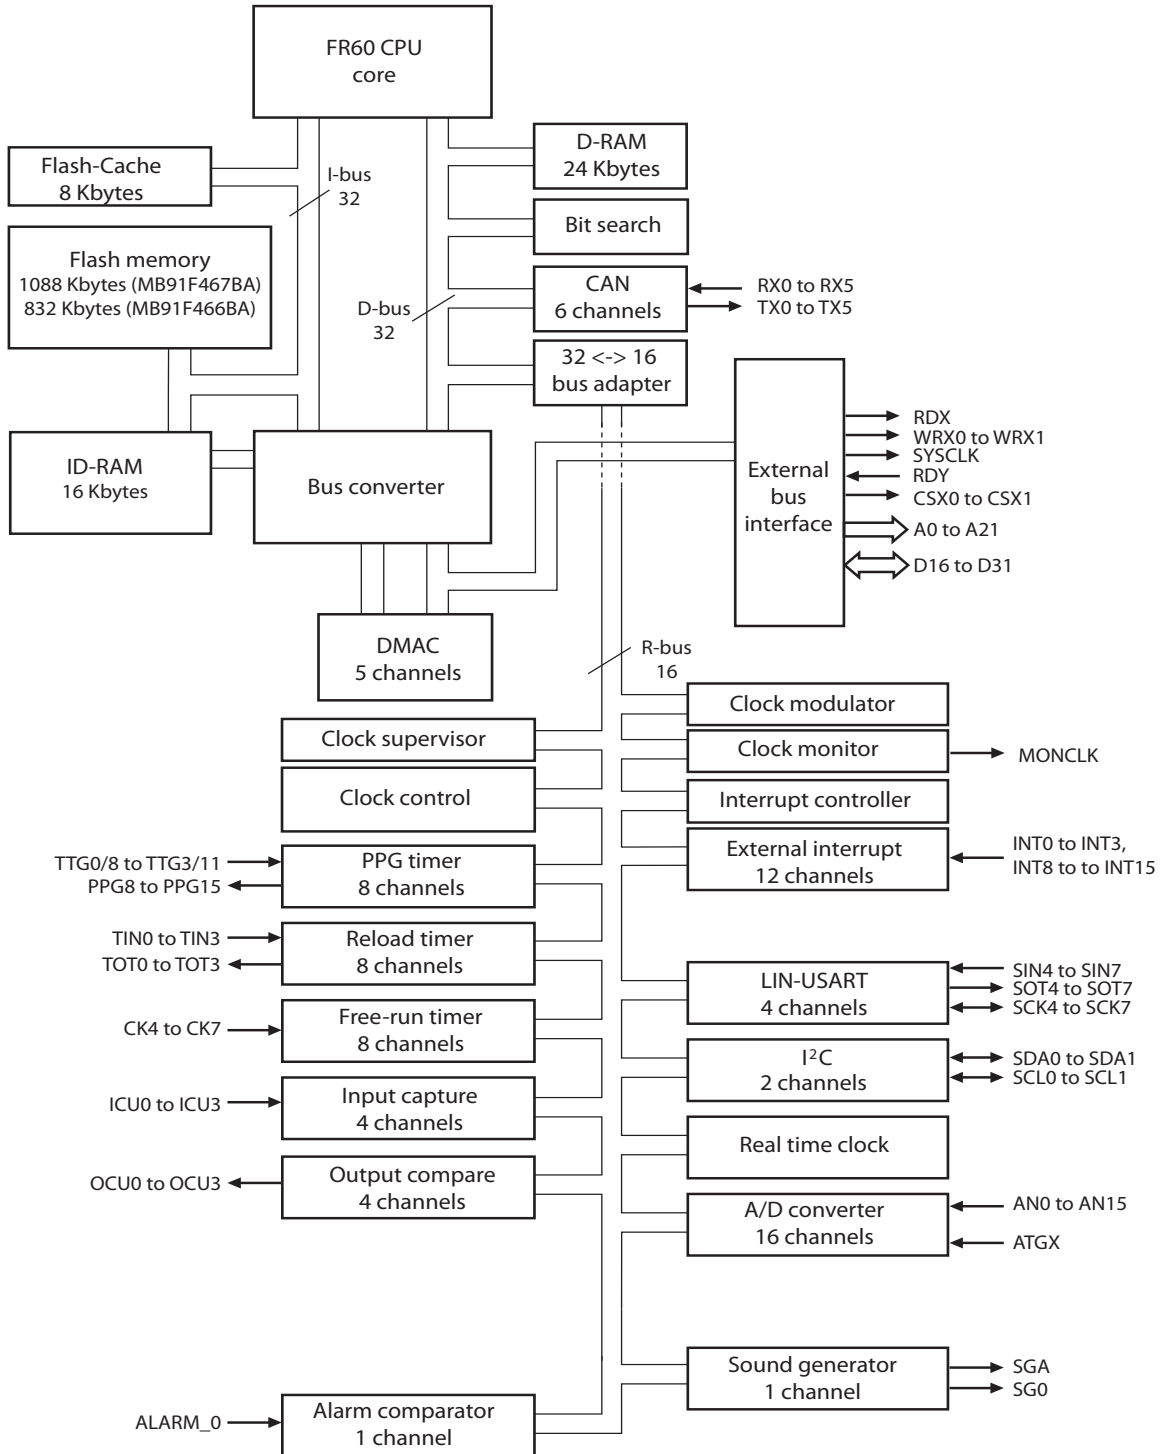 FR60 CPU
core
Flash-Cache
8 Kbytes
I-bus
32
D-RAM
24 Kbytes
Bit search
Flash memory
1088 Kbytes (MB91F467BA)
832 Kbytes (MB91F466BA)
D-bus
32
CAN
6 channels
RX0 to RX5
TX0 to TX5
32 <-> 16
bus adapter
ID-RAM
16 Kbytes
Bus converter
External
bus
interface
RDX
WRX0 to WRX1
SYSCLK
RDY
CSX0 to CSX1
A0 to A21
D16 to D31
DMAC
5 channels
R-bus
16
Clock modulator
Clock supervisor
Clock monitor
MONCLK
Clock control
Interrupt controller
TTG0/8 to TTG3/11
PPG8 to PPG15
PPG timer
8 channels
External interrupt
12 channels
INT0 to INT3,
INT8 to to INT15
TIN0 to TIN3
TOT0 to TOT3
Reload timer
8 channels
LIN-USART
4 channels
SIN4 to SIN7
SOT4 to SOT7
SCK4 to SCK7
CK4 to CK7
Free-run timer
8 channels
I²C
2 channels
SDA0 to SDA1
SCL0 to SCL1
ICU0 to ICU3
Input capture
4 channels
Real time clock
OCU0 to OCU3
Output compare
4 channels
A/D converter
16 channels
AN0 to AN15
ATGX
Sound generator
1 channel
SGA
SG0
ALARM_0
Alarm comparator
1 channel